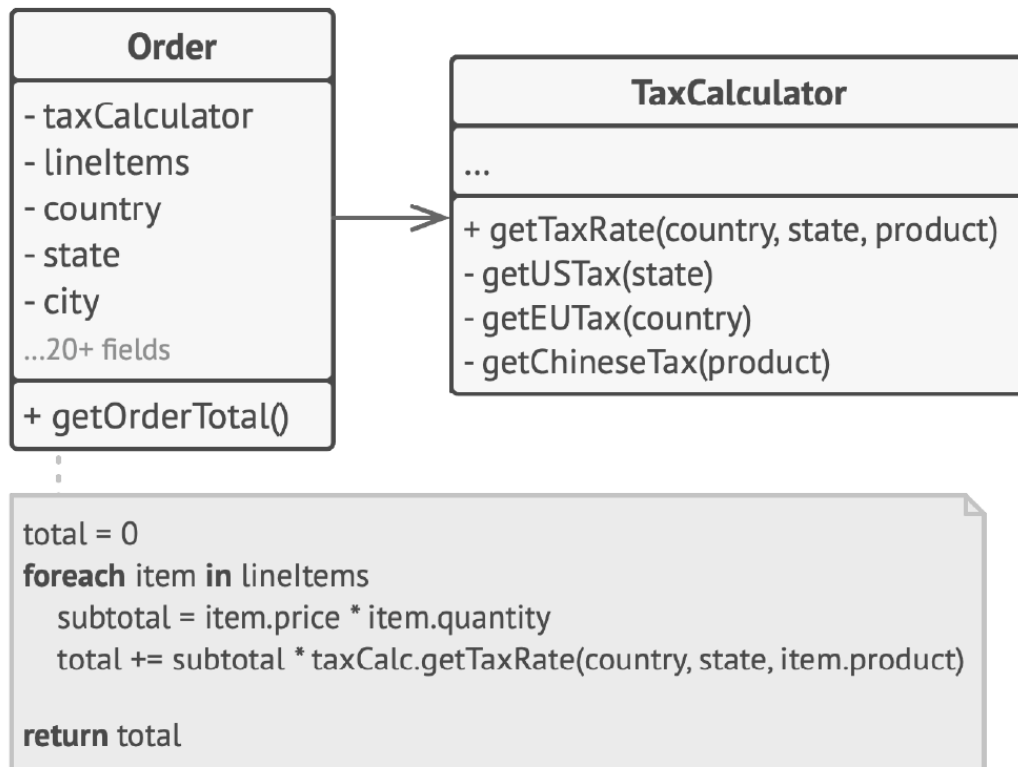 Order
- taxCalculator
- lineItems
- country
- state
- city
...20+ fields
+ getOrderTotal()
TaxCalculator
...
+ getTaxRate(country, state, product)
- getUSTax(state)
- getEUTax(country)
- getChineseTax(product)
total = 0
foreach item in lineItems
subtotal = item.price * item.quantity
total += subtotal * taxCalc.getTaxRate(country, state, item.product)
return total